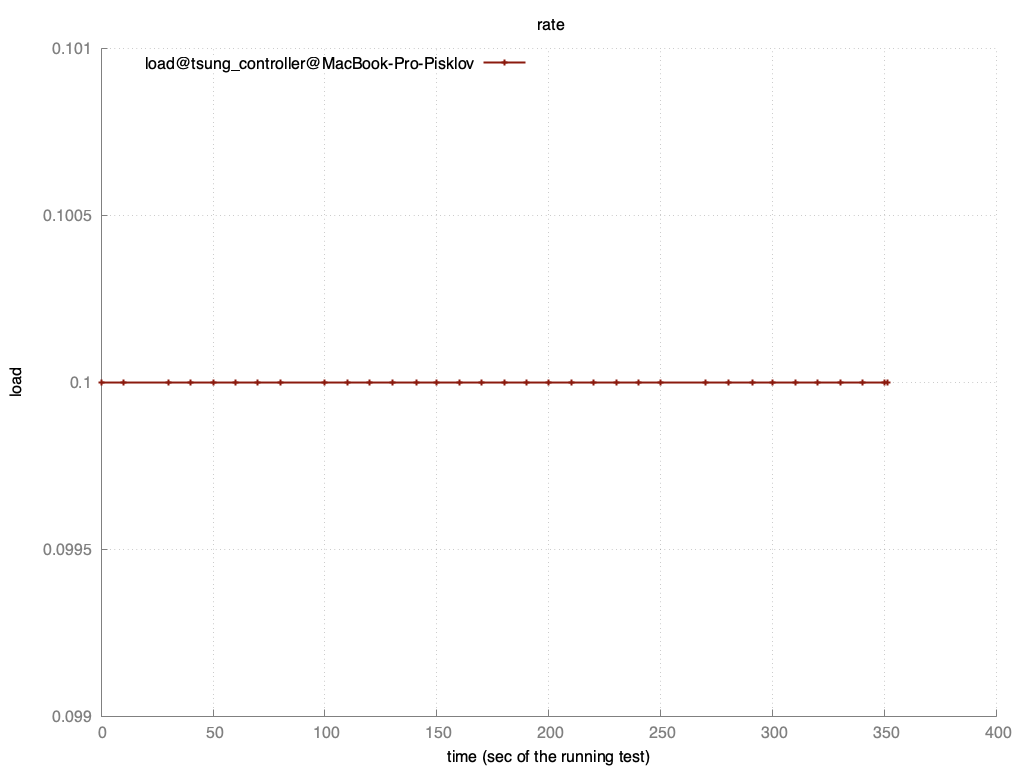 rate
0.101
load@tsung_controller@MacBook-Pro-Pisklov
0.1005
load
0.1
0.0995
0.099
0 50 100 150 200 250 300 350 400
time (sec of the running test)